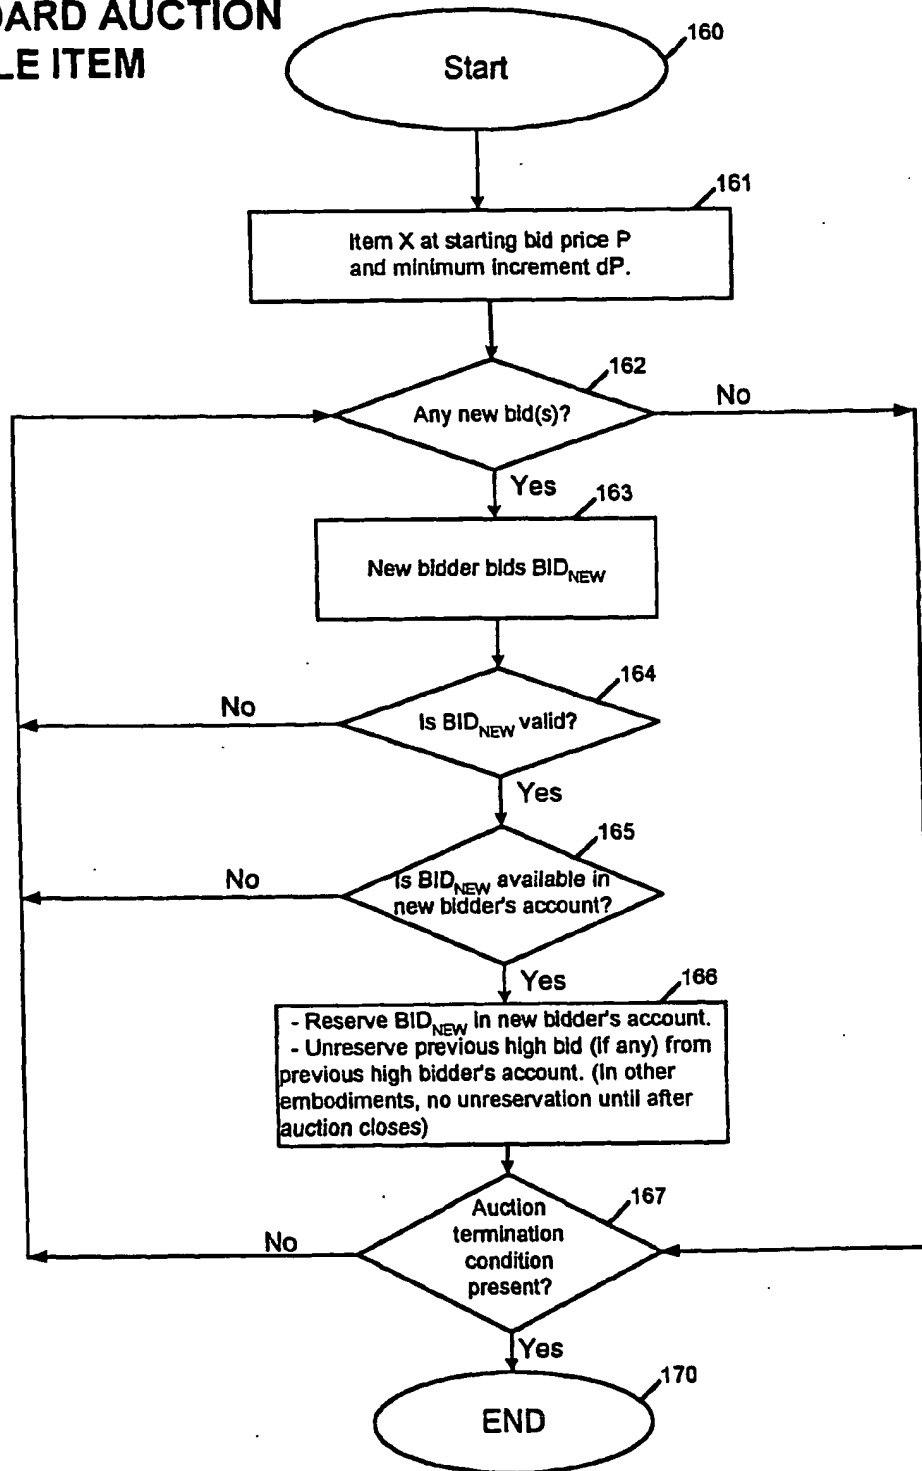 160
Start
161
Item X at starting bid price P
and minimum increment dP.
162
Any new bid(s)?
No
Yes
163
New bidder bids BID_NEW
164
Is BID_NEW valid?
No
Yes
165
Is BID_NEW available in
new bidder's account?
No
Yes
166
- Reserve BID_NEW in new bidder's account.
- Unreserve previous high bid (if any) from
previous high bidder's account. (In other
embodiments, no unreservation until after
auction closes)
167
Auction
termination
condition
present?
No
Yes
170
END
AUCTION
ITEM